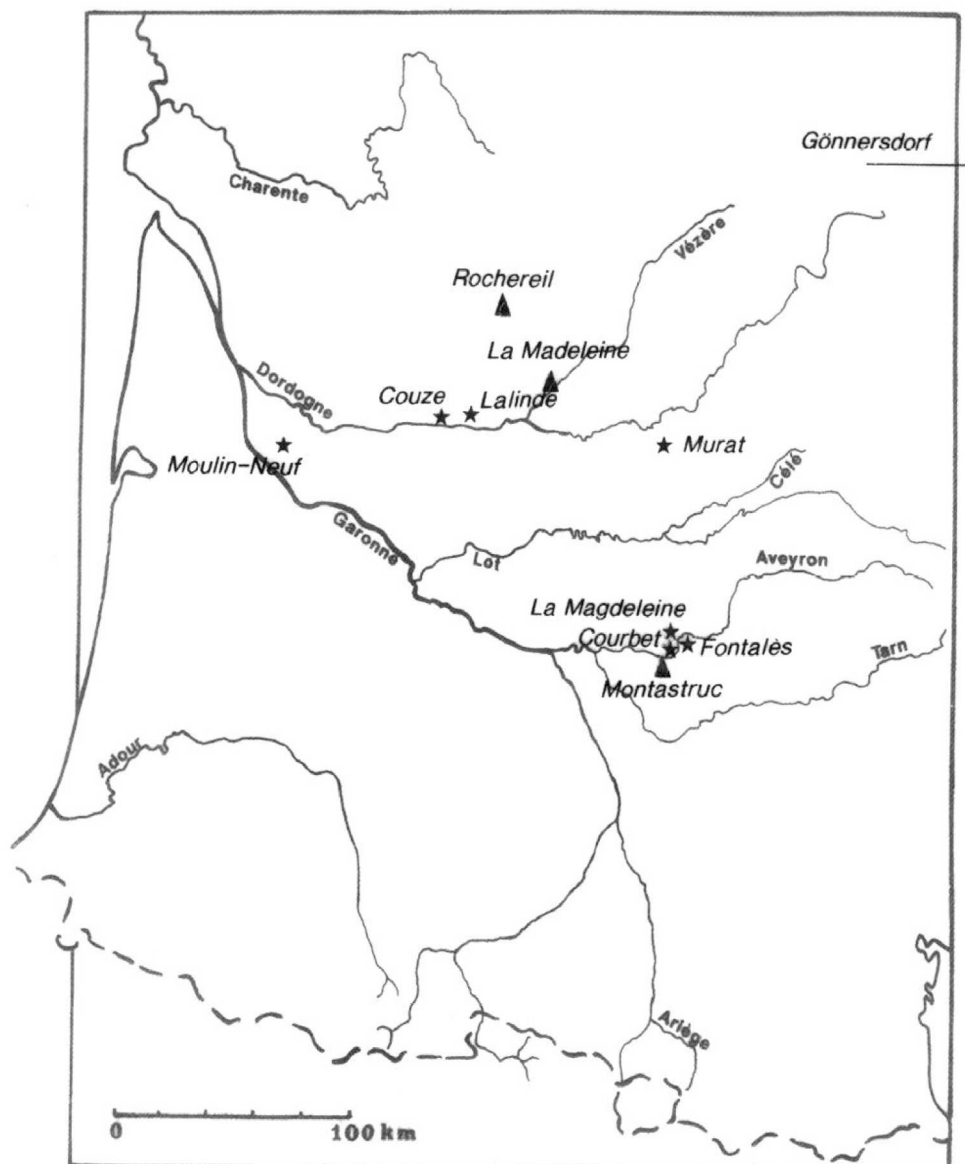 Gönnersdorf
Charente
Vézère
Rochereil
La Madeleine
Dordogne
Couze
Lalinde
Moulin-Neuf
Murat
Célé
Garonne
Lot
Aveyron
La Magdeleine
Courbet
Fontalès
Tarn
Montastruc
Adour
Ariége
0
100 km